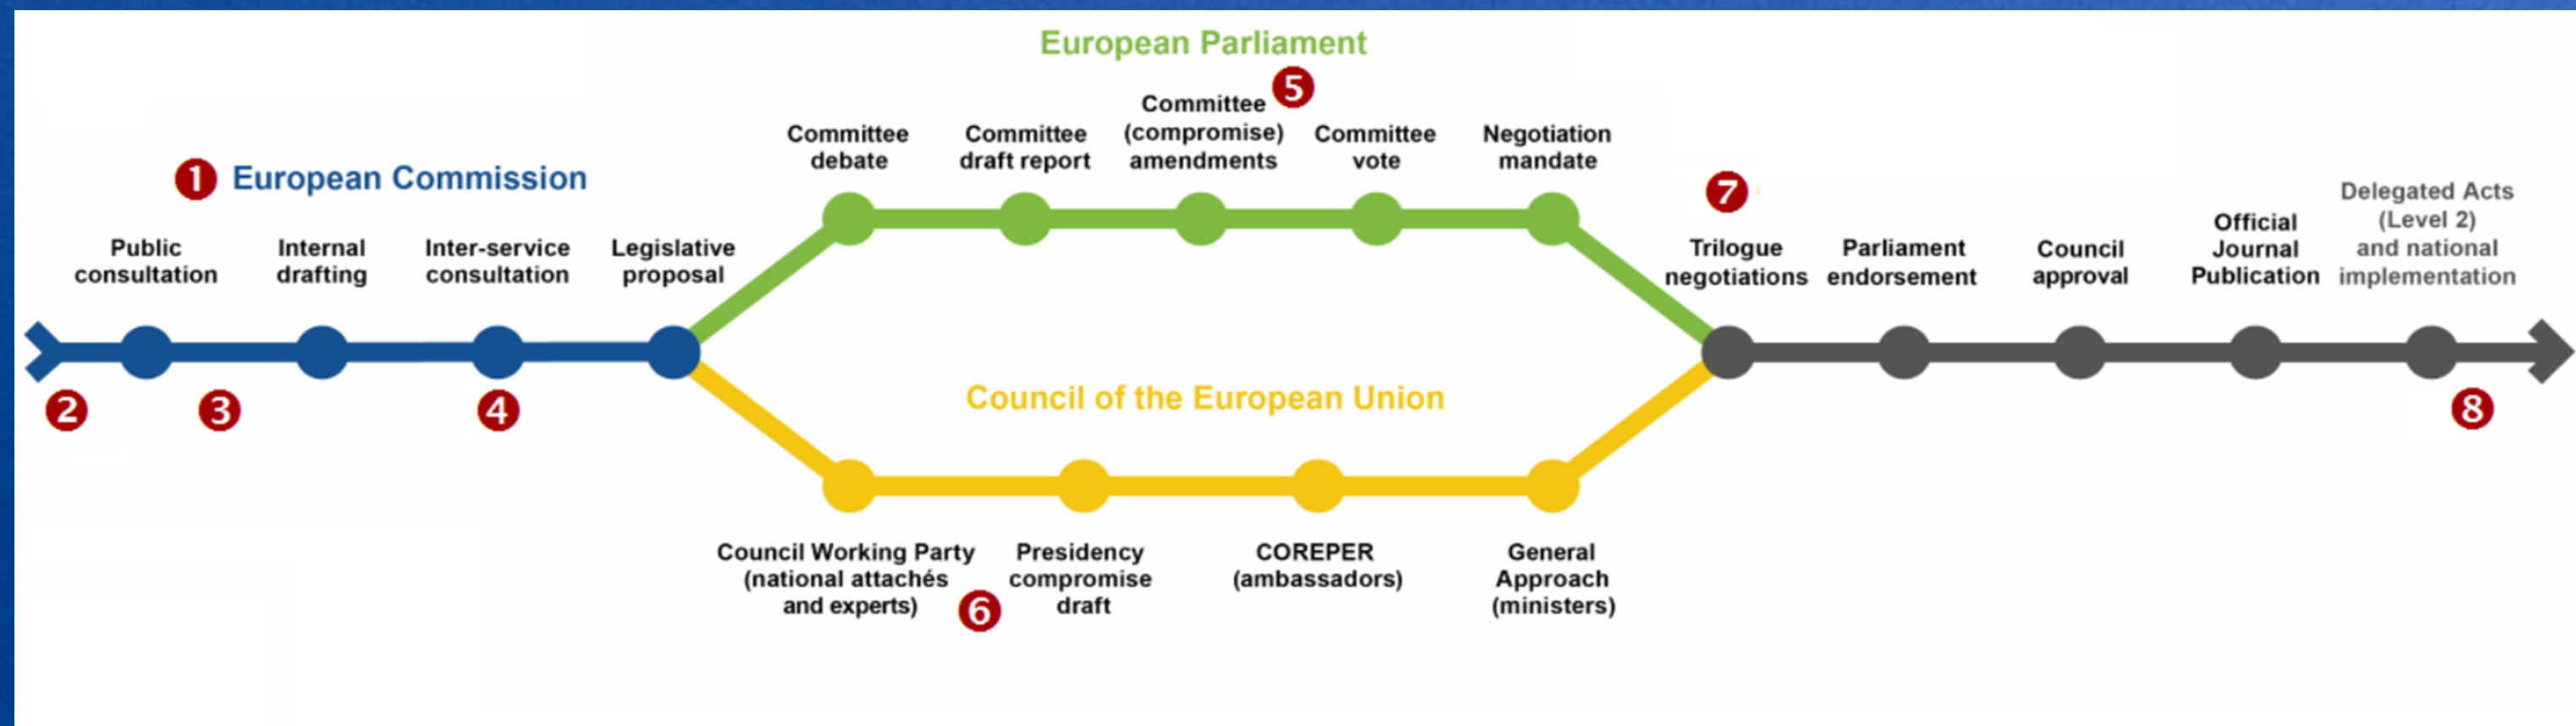 European Parliament
5
Committee
(compromise)
amendments
Committee
debate
Committee
draft report
Committee
vote
Negotiation
mandate
1 European Commission
Public
consultation
Internal
drafting
Inter-service
consultation
Legislative
proposal
7
Trilogue
negotiations
Parliament
endorsement
Council
approval
Official
Journal
Publication
Delegated Acts
(Level 2)
and national
implementation
2
3
4
8
Council of the European Union
Council Working Party
(national attachés
and experts)
6
Presidency
compromise
draft
COREPER
(ambassadors)
General
Approach
(ministers)